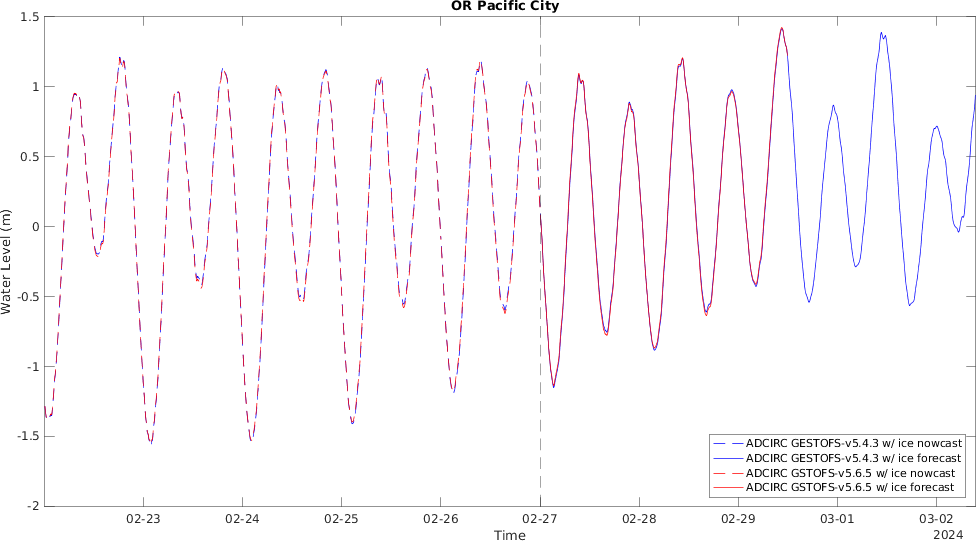 OR Pacific City
1.5
1
0.5
0
-0.5
-1
-1.5
-2
Water Level (m)
ADCIRC GESTOFS-v5.4.3 w/ ice nowcast
ADCIRC GESTOFS-v5.4.3 w/ ice forecast
ADCIRC GSTOFS-v5.6.5 w/ ice nowcast
ADCIRC GSTOFS-v5.6.5 w/ ice forecast
02-23 02-24 02-25 02-26 02-27 02-28 02-29 03-01 03-02
Time 2024